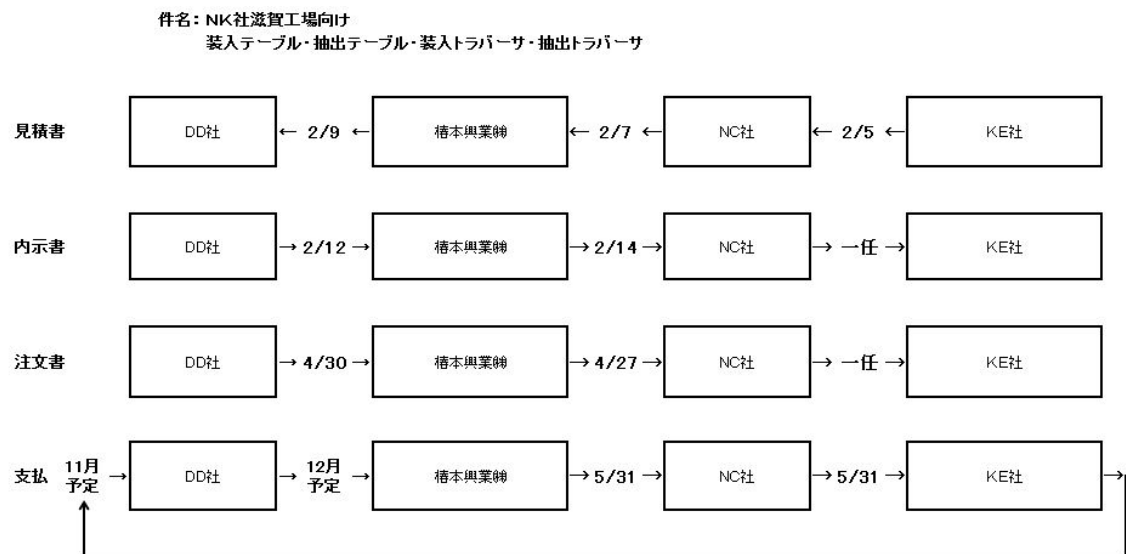 件名：NK社滋賀工場向け
装入テーブル・抽出テーブル・装入トラバーサ・抽出トラバーサ
見積書 DD社 ← 2/9 ← 椿本興業㈱ ← 2/7 ← NC社 ← 2/5 ← KE社
内示書 DD社 → 2/12 → 椿本興業㈱ → 2/14 → NC社 → 一任 → KE社
注文書 DD社 → 4/30 → 椿本興業㈱ → 4/27 → NC社 → 一任 → KE社
支払 11月予定 → DD社 → 12月予定 → 椿本興業㈱ → 5/31 → NC社 → 5/31 → KE社 →